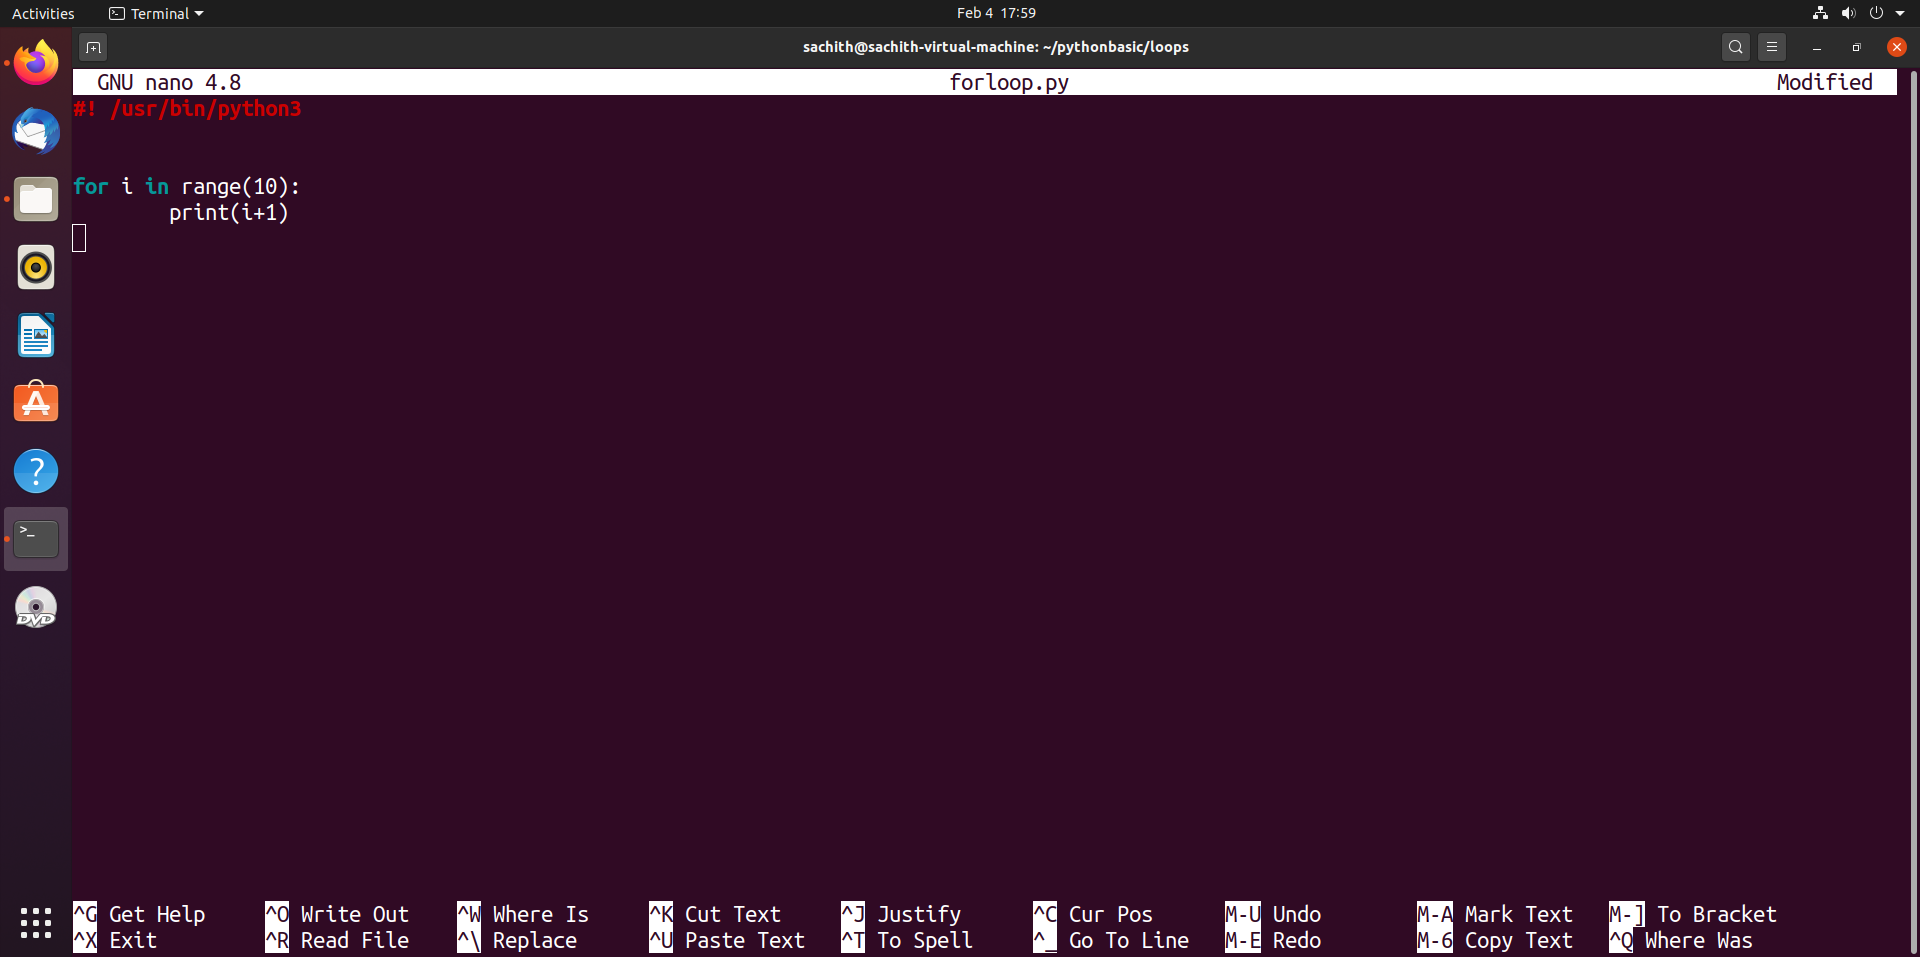 Activities Terminal Feb 4 17:59
sachith@sachith-virtual-machine: ~/pythonbasic/loops
GNU nano 4.8 forloop.py Modified
#! /usr/bin/python3
for i in range(10):
print(i+1)
>_
?
DVD
^G Get Help ^O Write Out ^W Where Is ^K Cut Text ^J Justify ^C Cur Pos M-U Undo M-A Mark Text M-] To Bracket
^X Exit ^R Read File ^\ Replace ^U Paste Text ^T To Spell ^_ Go To Line M-E Redo M-6 Copy Text ^Q Where Was